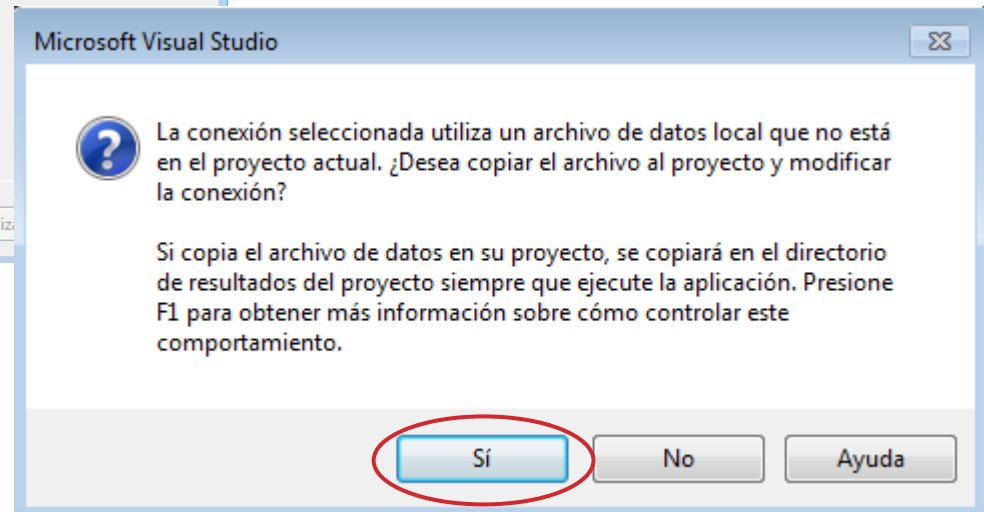 Microsoft Visual Studio
La conexión seleccionada utiliza un archivo de datos local que no está
en el proyecto actual. ¿Desea copiar el archivo al proyecto y modificar
la conexión?
Si copia el archivo de datos en su proyecto, se copiará en el directorio
de resultados del proyecto siempre que ejecute la aplicación. Presione
F1 para obtener más información sobre cómo controlar este
comportamiento.
Sí
No
Ayuda